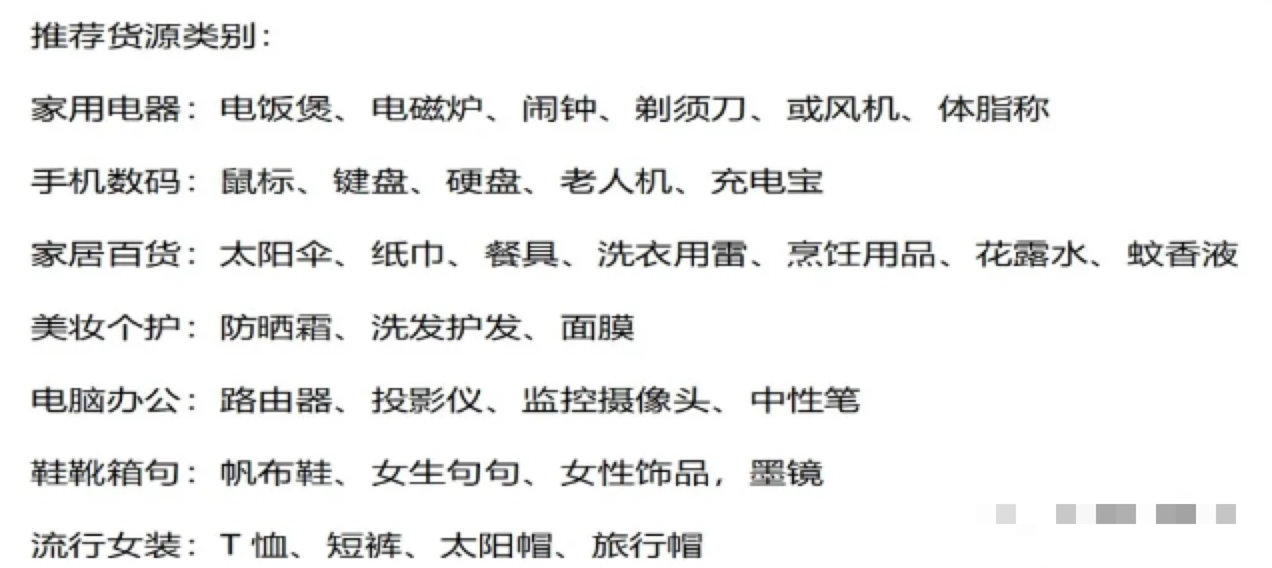 推荐货源类别：
家用电器：电饭煲、电磁炉、闹钟、剃须刀、或风机、体脂称
手机数码：鼠标、键盘、硬盘、老人机、充电宝
家居百货：太阳伞、纸巾、餐具、洗衣用雷、烹饪用品、花露水、蚊香液
美妆个护：防晒霜、洗发护发、面膜
电脑办公：路由器、投影仪、监控摄像头、中性笔
鞋靴箱句：帆布鞋、女生句句、女性饰品，墨镜
流行女装：T 恤、短裤、太阳帽、旅行帽